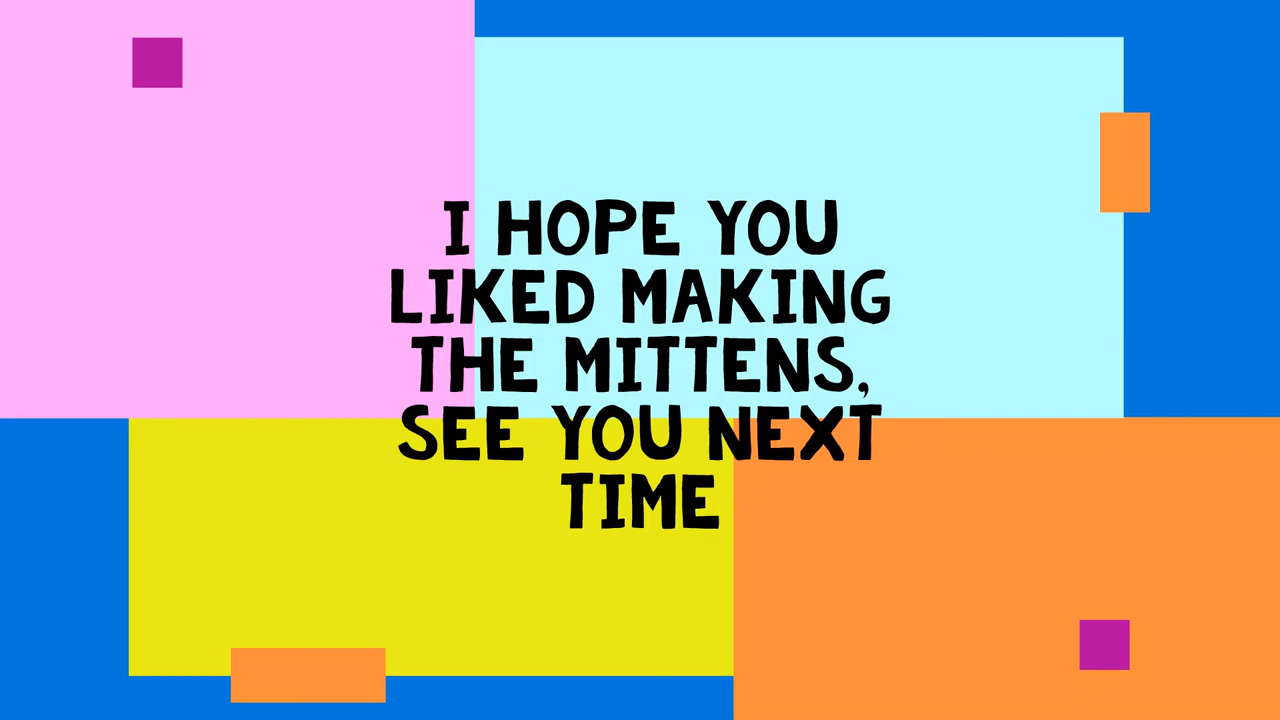 I HOPE YOU
LIKED MAKING
THE MITTENS,
SEE YOU NEXT
TIME